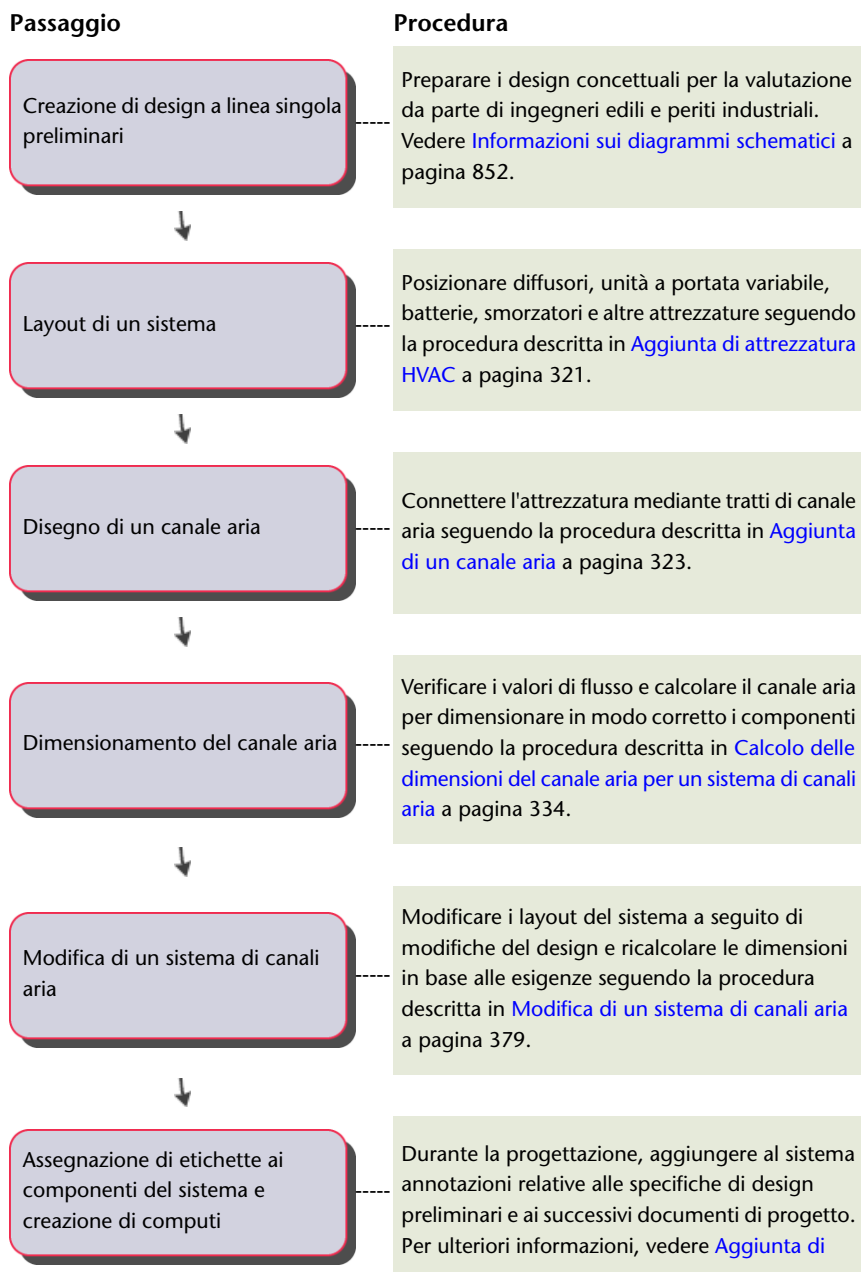 Passaggio
Procedura
Creazione di design a linea singola
preliminari
Preparare i design concettuali per la valutazione
da parte di ingegneri edili e periti industriali.
Vedere Informazioni sui diagrammi schematici a
pagina 852.
Layout di un sistema
Posizionare diffusori, unità a portata variabile,
batterie, smorzatori e altre attrezzature seguendo
la procedura descritta in Aggiunta di attrezzatura
HVAC a pagina 321.
Disegno di un canale aria
Connettere l'attrezzatura mediante tratti di canale
aria seguendo la procedura descritta in Aggiunta
di un canale aria a pagina 323.
Dimensionamento del canale aria
Verificare i valori di flusso e calcolare il canale aria
per dimensionare in modo corretto i componenti
seguendo la procedura descritta in Calcolo delle
dimensioni del canale aria per un sistema di canali
aria a pagina 334.
Modifica di un sistema di canali
aria
Modificare i layout del sistema a seguito di
modifiche del design e ricalcolare le dimensioni
in base alle esigenze seguendo la procedura
descritta in Modifica di un sistema di canali aria
a pagina 379.
Assegnazione di etichette ai
componenti del sistema e
creazione di computi
Durante la progettazione, aggiungere al sistema
annotazioni relative alle specifiche di design
preliminari e ai successivi documenti di progetto.
Per ulteriori informazioni, vedere Aggiunta di